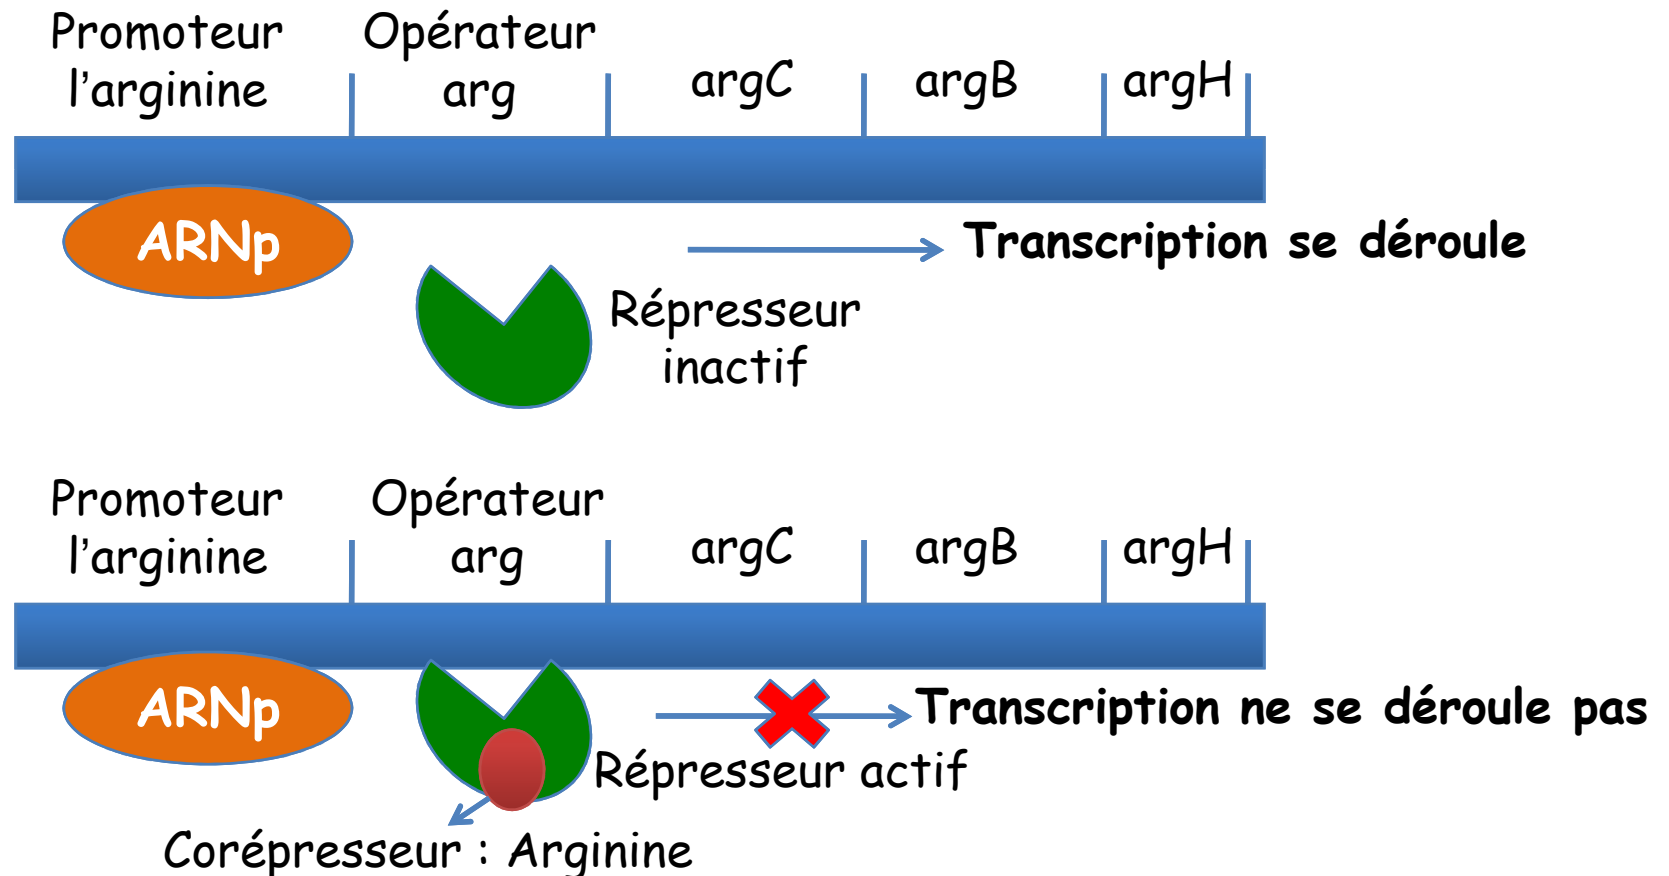 Promoteur
l'arginine
Opérateur
arg
argC
argB
argH
ARNp
Transcription se déroule
Répresseur
inactif
Promoteur
l'arginine
Opérateur
arg
argC
argB
argH
ARNp
Transcription ne se déroule pas
Répresseur actif
Corépresseur : Arginine